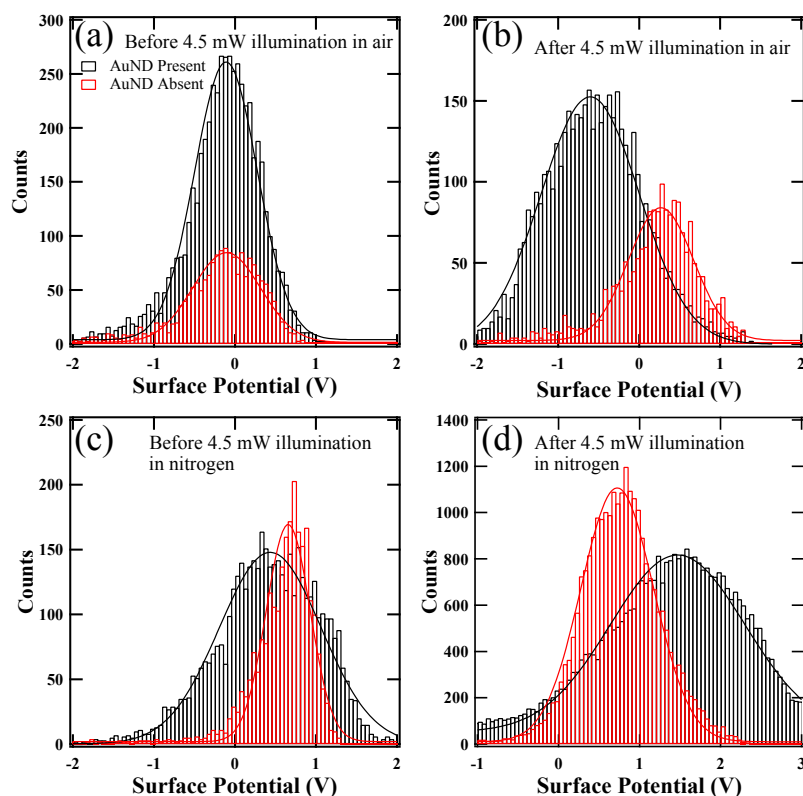 (a) Before 4.5 mW illumination in air
AuND Present
AuND Absent
Counts
300
250
200
150
100
50
0
-2 -1 0 1 2
Surface Potential (V)
(b) After 4.5 mW illumination in air
Counts
200
150
100
50
0
-2 -1 0 1 2
Surface Potential (V)
(c) Before 4.5 mW illumination
in nitrogen
Counts
250
200
150
100
50
0
-2 -1 0 1 2
Surface Potential (V)
(d) After 4.5 mW illumination
in nitrogen
Counts
1400
1200
1000
800
600
400
200
0
-1 0 1 2 3
Surface Potential (V)